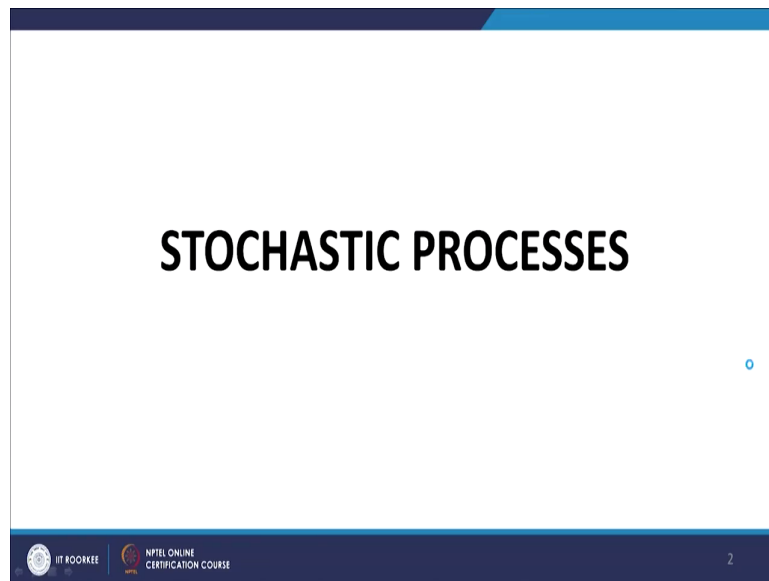 STOCHASTIC PROCESSES
IIT ROORKEE
NPTEL ONLINE
CERTIFICATION COURSE
2